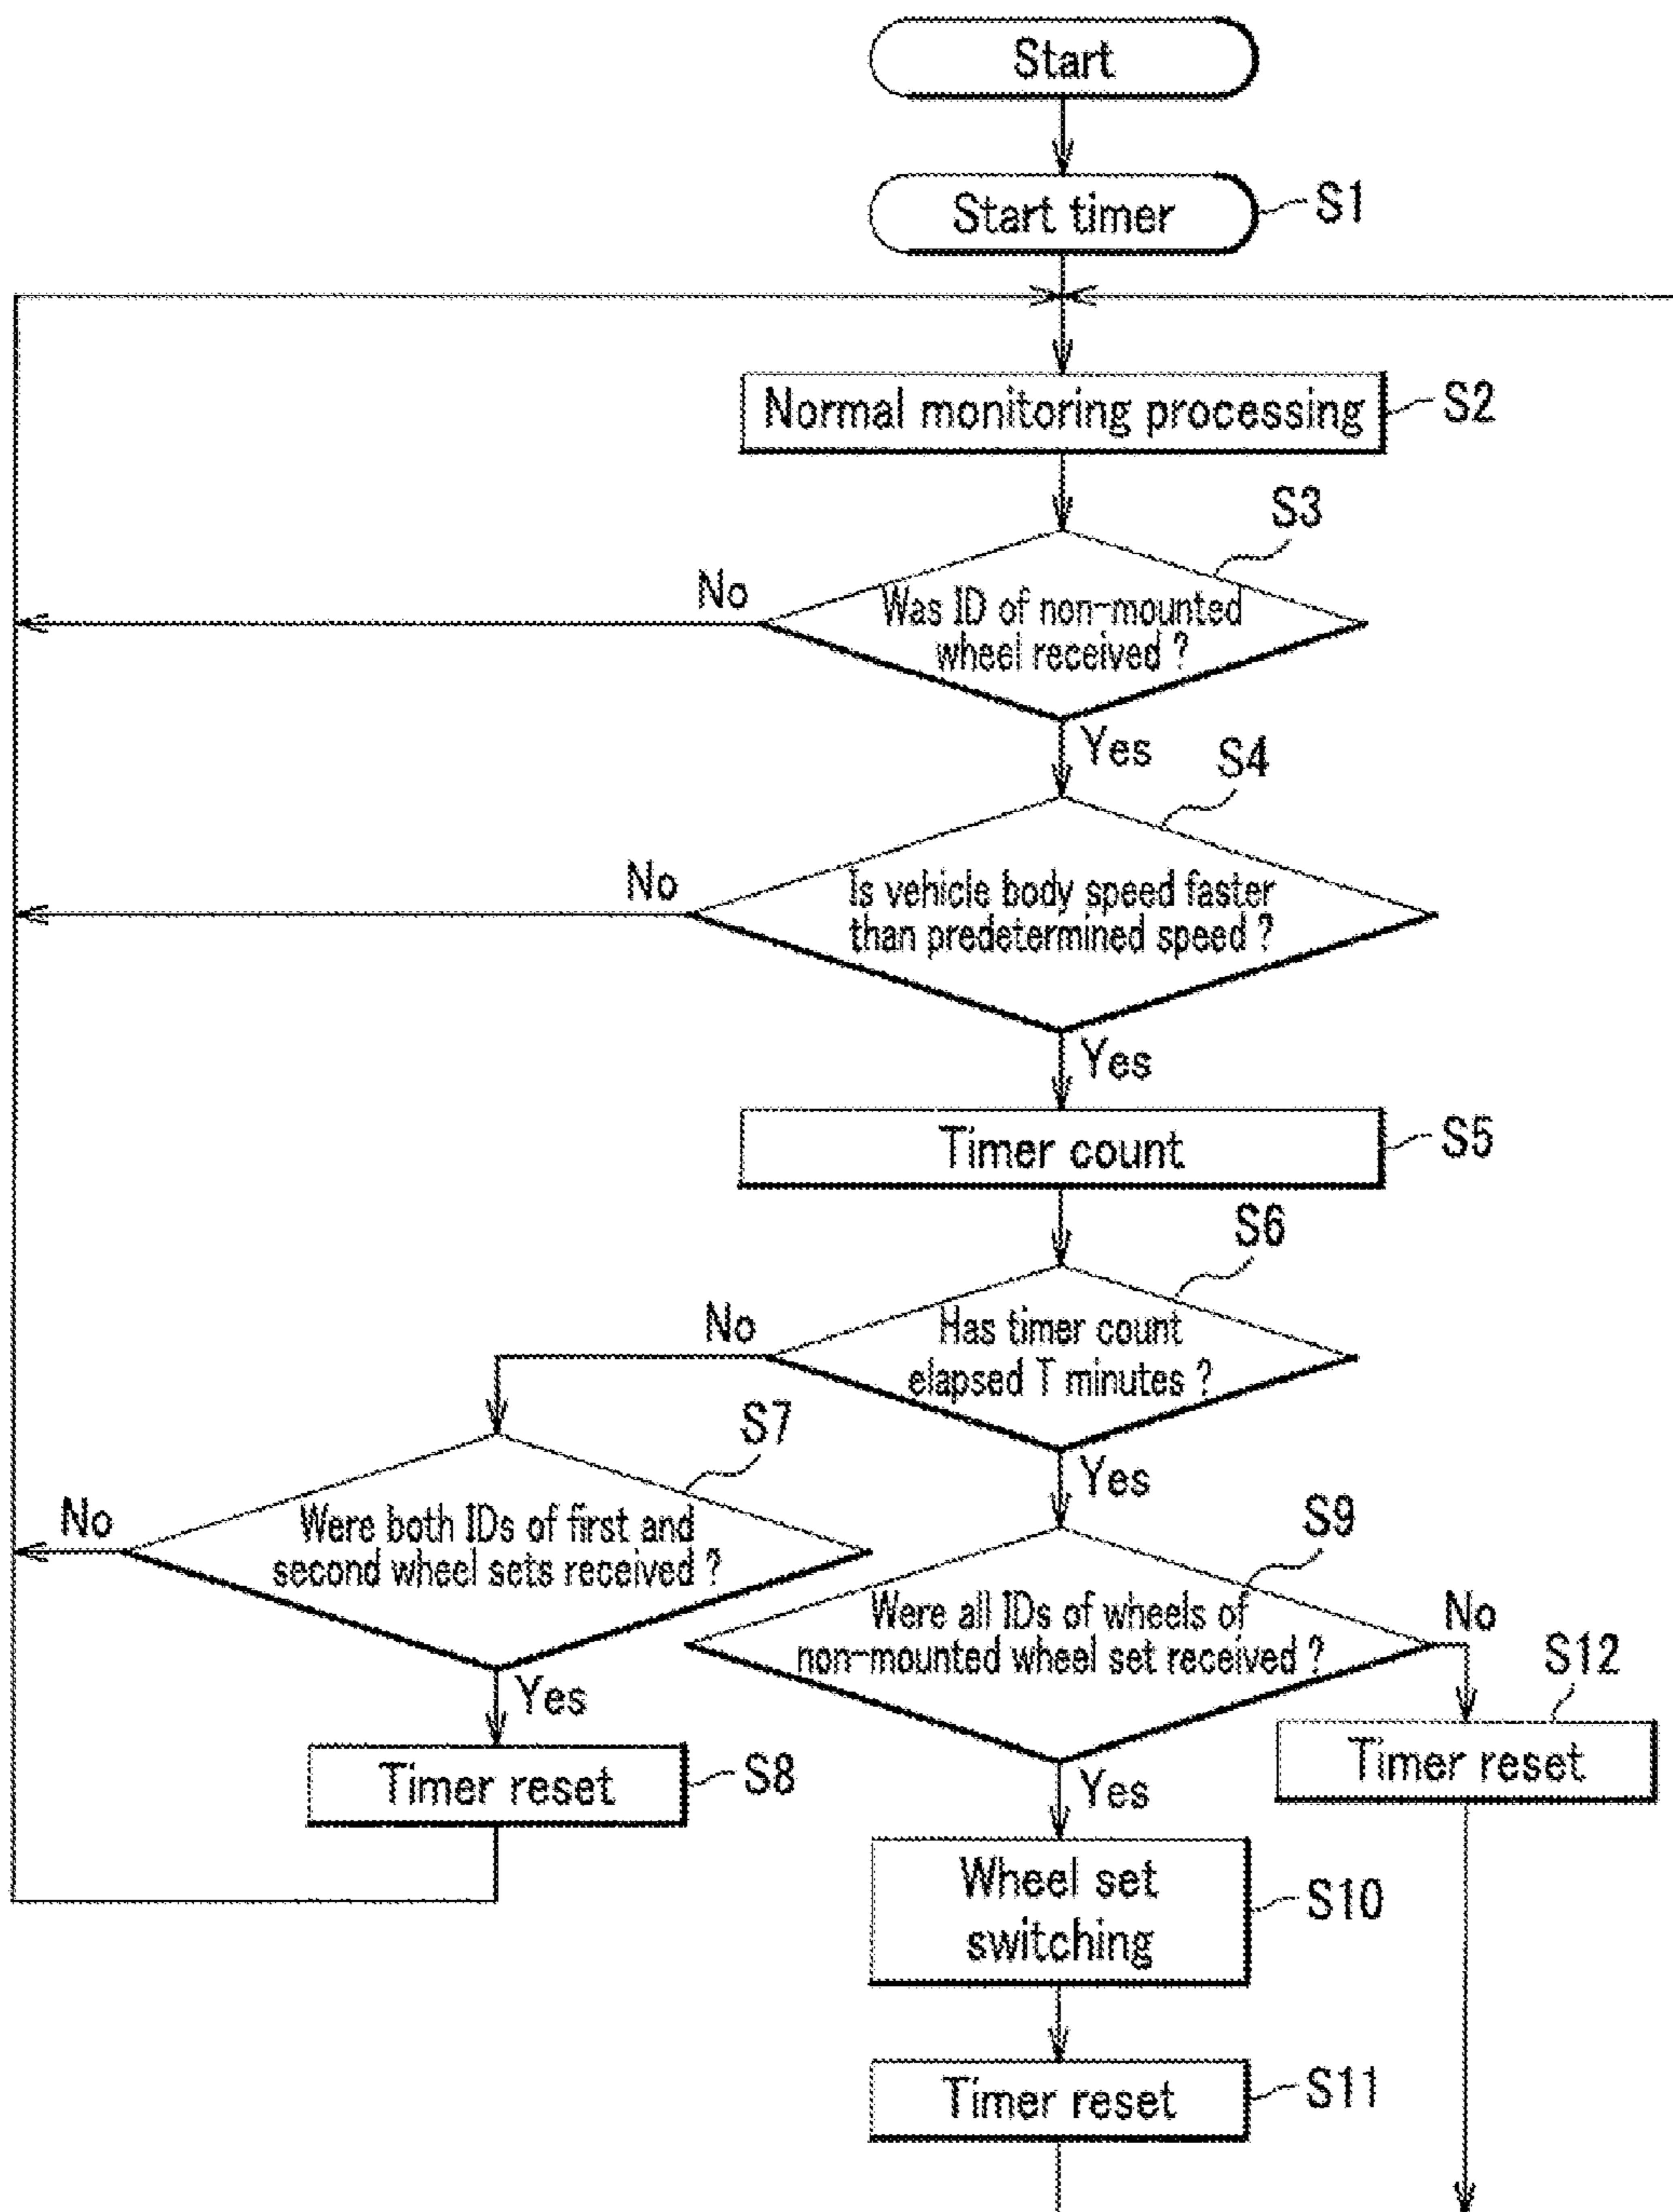 Start
Start timer
S1
Normal monitoring processing
S2
S3
No
Was ID of non-mounted
wheel received ?
Yes
S4
No
Is vehicle body speed faster
than predetermined speed ?
Yes
Timer count
S5
S6
No
Has timer count
elapsed T minutes ?
Yes
S7
No
Were both IDs of first and
second wheel sets received ?
Yes
Timer reset
S8
S9
Were all IDs of wheels of
non-mounted wheel set received ?
No
S12
Timer reset
Yes
Wheel set
switching
S10
Timer reset
S11